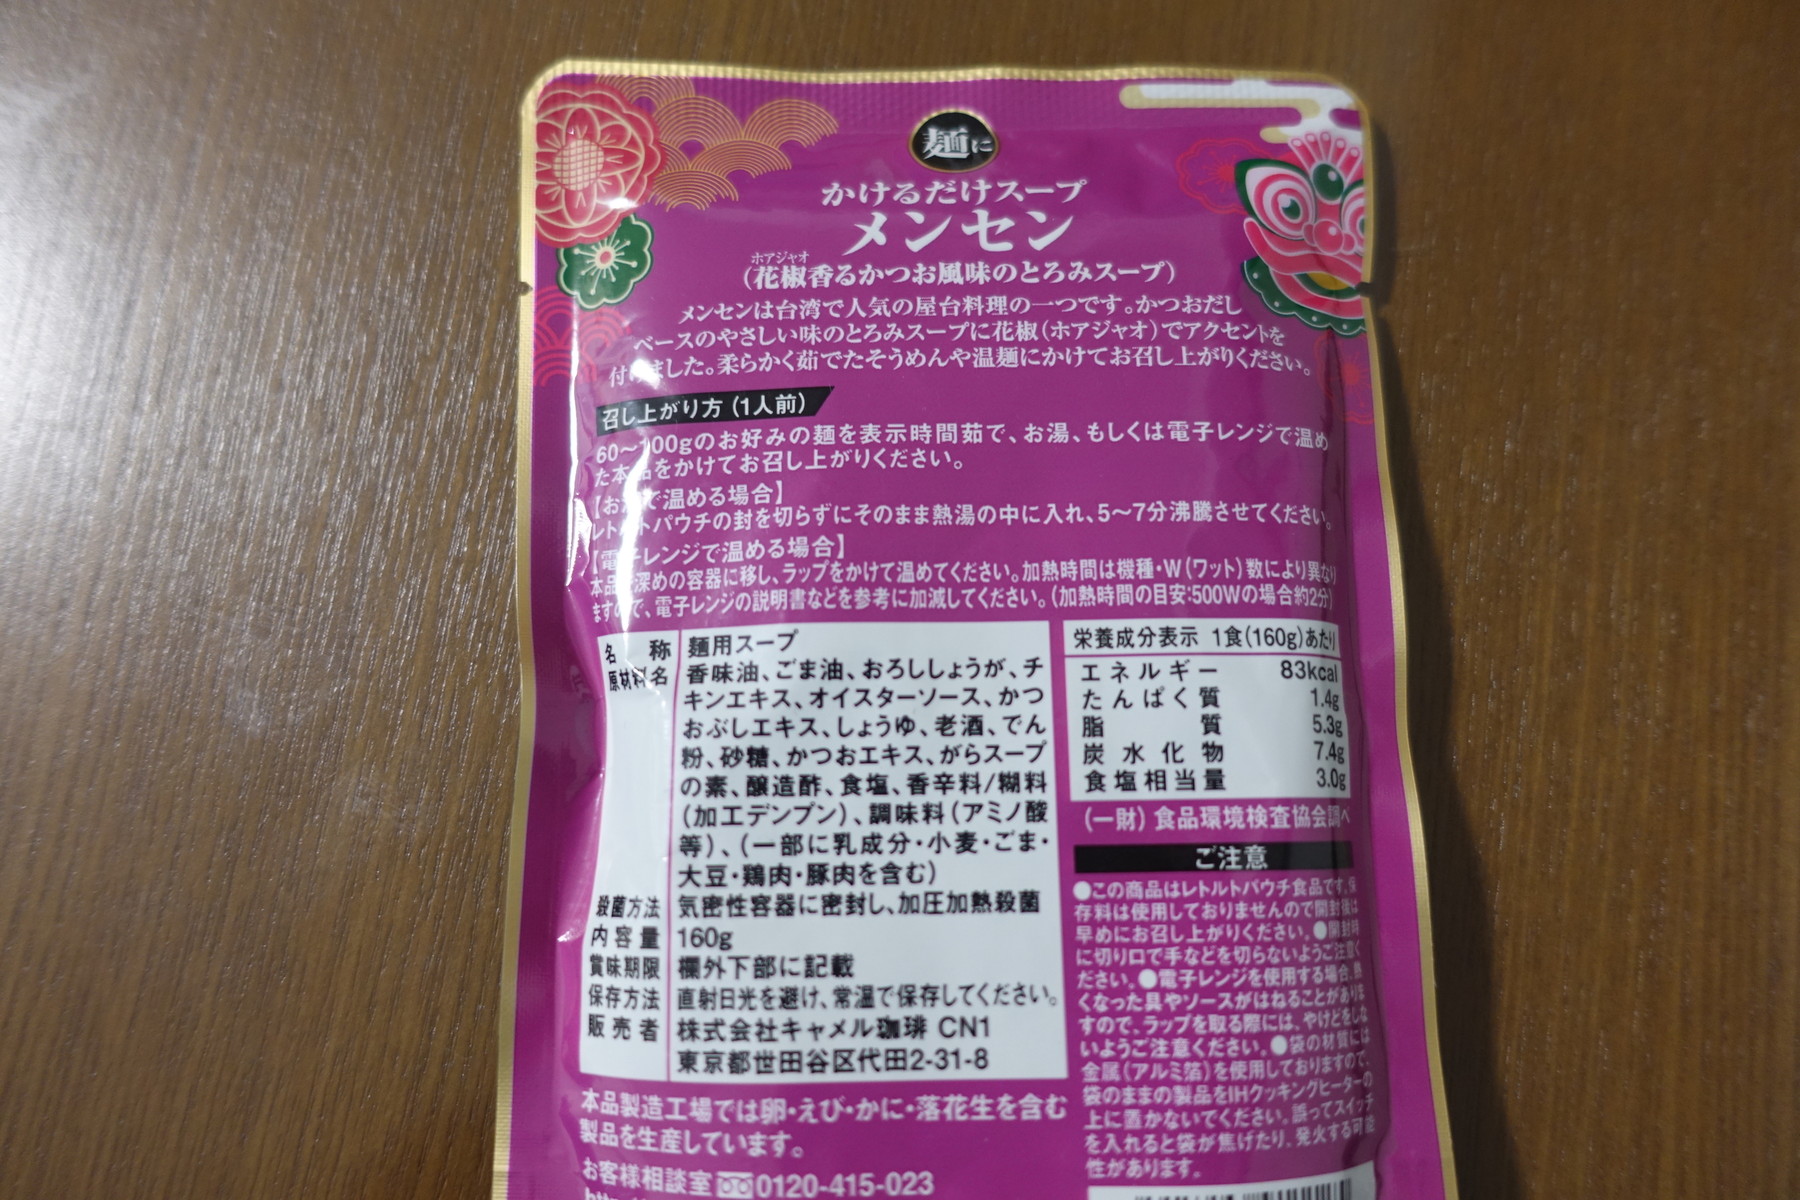 麺に
かけるだけスープ
メンセン
ホアジャオ
(花椒香るかつお風味のとろみスープ)
メンセンは台湾で人気の屋台料理の一つです。かつおだし
ベースのやさしい味のとろみスープに花椒(ホアジャオ)でアクセントを
付けました。柔らかく茹でたそうめんや温麺にかけてお召し上がりください。
召し上がり方(1人前)
60〜100gのお好みの麺を表示時間茹で、お湯、もしくは電子レンジで温め
た本品をかけてお召し上がりください。
【お湯で温める場合】
レトルトパウチの封を切らずにそのまま熱湯の中に入れ、5〜7分沸騰させてください。
【電子レンジで温める場合】
本品を深めの容器に移し、ラップをかけて温めてください。加熱時間は機種・W(ワット)数により異なり
ますので、電子レンジの説明書などを参考に加減してください。(加熱時間の目安:500Wの場合約2分)
名称 麺用スープ
原材料名 香味油、ごま油、おろししょうが、チ
キンエキス、オイスターソース、かつ
おぶしエキス、しょうゆ、老酒、でん
粉、砂糖、かつおエキス、がらスープ
の素、醸造酢、食塩、香辛料/糊料
(加工デンプン)、調味料(アミノ酸
等)、(一部に乳成分・小麦・ごま・
大豆・鶏肉・豚肉を含む)
殺菌方法 気密性容器に密封し、加圧加熱殺菌
内容量 160g
賞味期限 欄外下部に記載
保存方法 直射日光を避け、常温で保存してください。
販売者 株式会社キャメル珈琲 CN1
東京都世田谷区代田2-31-8
本品製造工場では卵・えび・かに・落花生を含む
製品を生産しています。
お客様相談室 0120-415-023
栄養成分表示 1食(160g)あたり
エネルギー 83kcal
たんぱく質 1.4g
脂質 5.3g
炭水化物 7.4g
食塩相当量 3.0g
(一財)食品環境検査協会調べ
ご注意
●この商品はレトルトパウチ食品です。保
存料は使用しておりませんので開封後は
早めにお召し上がりください。●開封時
に切り口で手などを切らないようご注意く
ださい。●電子レンジを使用する場合、熱
くなった具やソースがはねることがありま
すので、ラップを取る際には、やけどをしな
いようご注意ください。●袋の材質には
金属(アルミ箔)を使用しておりますので、
袋のままの製品をIHクッキングヒーターの
上に置かないでください。誤ってスイッチ
を入れると袋が焦げたり、発火する可能
性があります。